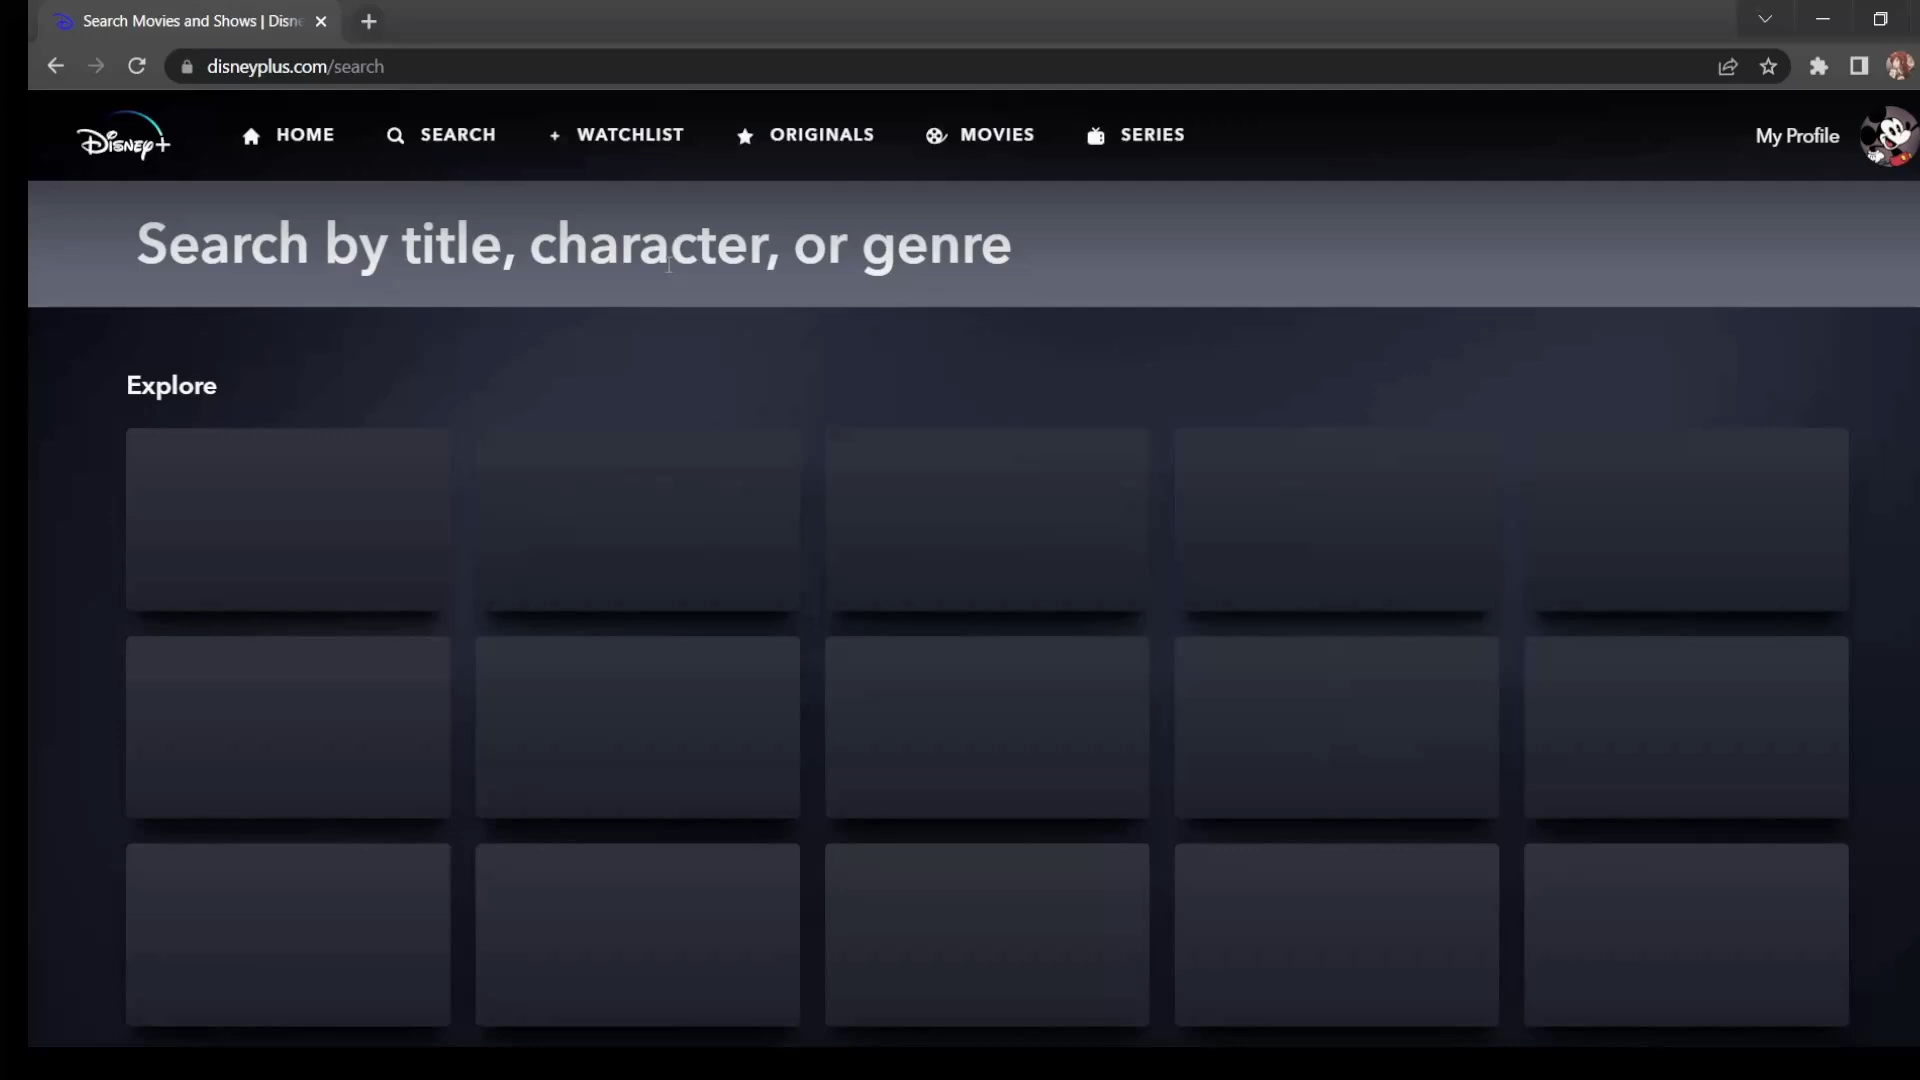 Search Movies and Shows | Disn
disneyplus.com/search
Disney+
HOME
SEARCH
+ WATCHLIST
ORIGINALS
MOVIES
SERIES
My Profile
Search by title, character, or genre
Explore